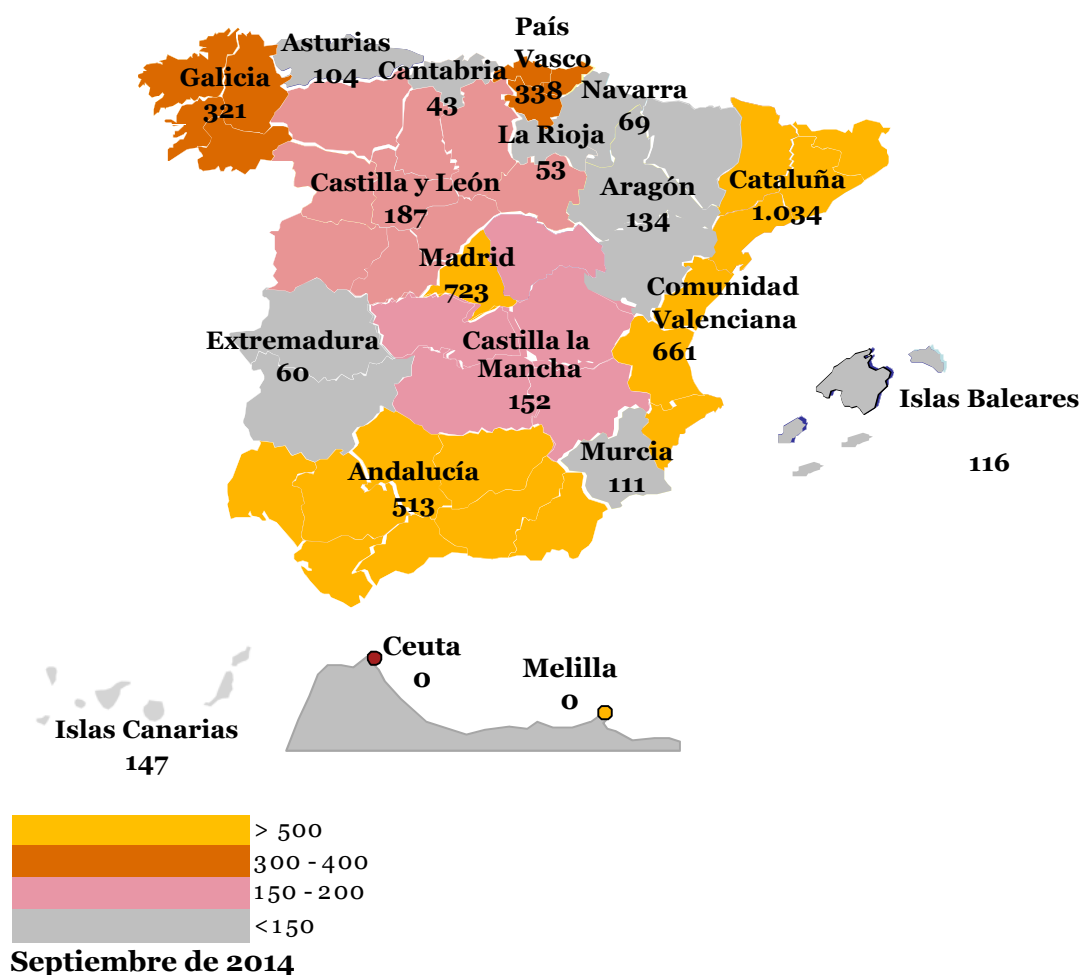 País
Vasco
338
Asturias
104
Cantabria
43
Galicia
321
Navarra
69
La Rioja
53
Castilla y León
187
Aragón
134
Cataluña
1.034
Madrid
723
Comunidad
Valenciana
661
Extremadura
60
Castilla la
Mancha
152
Islas Baleares
116
Murcia
111
Andalucía
513
Ceuta
0
Melilla
0
Islas Canarias
147
> 500
300 - 400
150 - 200
<150
Septiembre de 2014